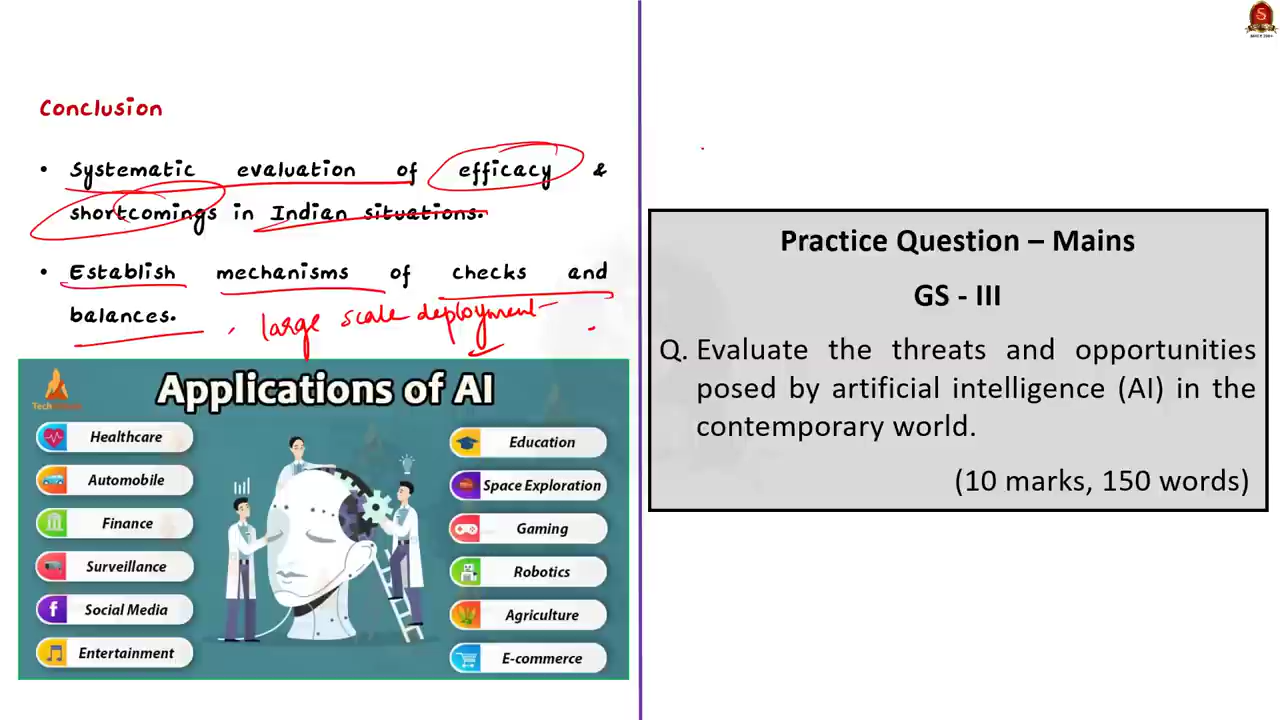 Conclusion
• Systematic evaluation of efficacy &
shortcomings in Indian situations.
• Establish mechanisms of checks and
balances.
large scale deployment
Applications of AI
Healthcare
Automobile
Finance
Surveillance
Social Media
Entertainment
Education
Space Exploration
Gaming
Robotics
Agriculture
E-commerce
Practice Question – Mains
GS - III
Q. Evaluate the threats and opportunities
posed by artificial intelligence (AI) in the
contemporary world.
(10 marks, 150 words)